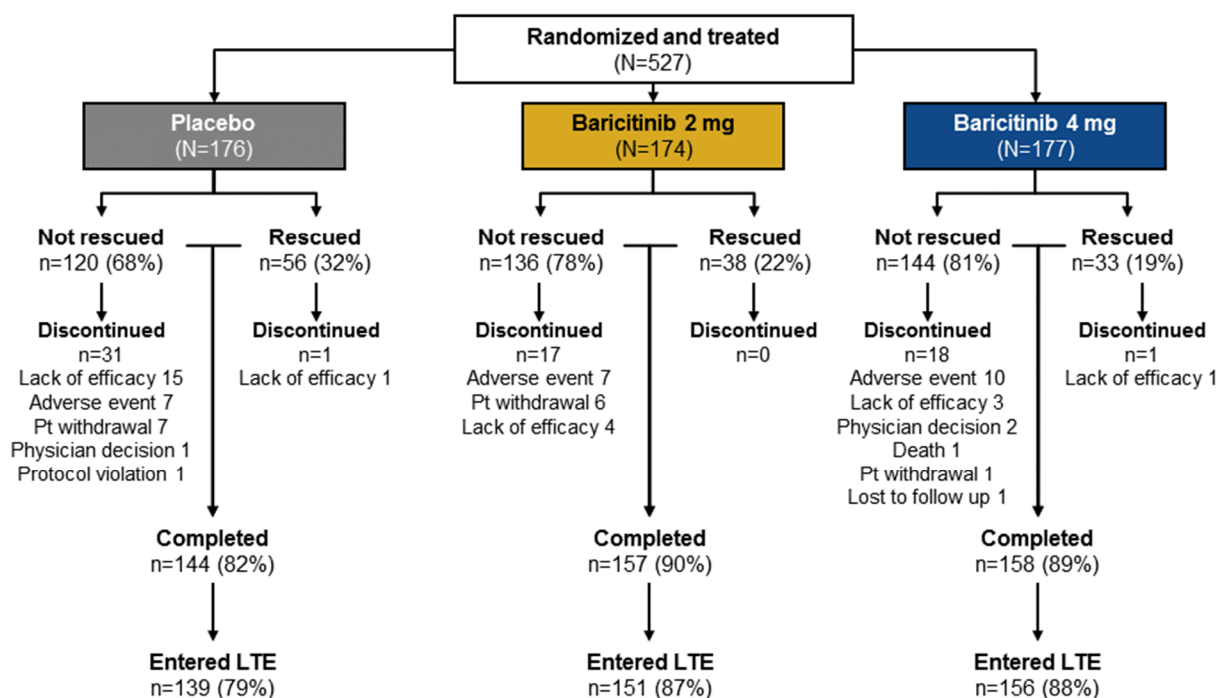 Randomized and treated
(N=527)
Placebo
(N=176)
Baricitinib 2 mg
(N=174)
Baricitinib 4 mg
(N=177)
Not rescued
n=120 (68%)
Rescued
n=56 (32%)
Not rescued
n=136 (78%)
Rescued
n=38 (22%)
Not rescued
n=144 (81%)
Rescued
n=33 (19%)
Discontinued
n=31
Lack of efficacy 15
Adverse event 7
Pt withdrawal 7
Physician decision 1
Protocol violation 1
Discontinued
n=1
Lack of efficacy 1
Discontinued
n=17
Adverse event 7
Pt withdrawal 6
Lack of efficacy 4
Discontinued
n=0
Discontinued
n=18
Adverse event 10
Lack of efficacy 3
Physician decision 2
Death 1
Pt withdrawal 1
Lost to follow up 1
Discontinued
n=1
Lack of efficacy 1
Completed
n=144 (82%)
Completed
n=157 (90%)
Completed
n=158 (89%)
Entered LTE
n=139 (79%)
Entered LTE
n=151 (87%)
Entered LTE
n=156 (88%)